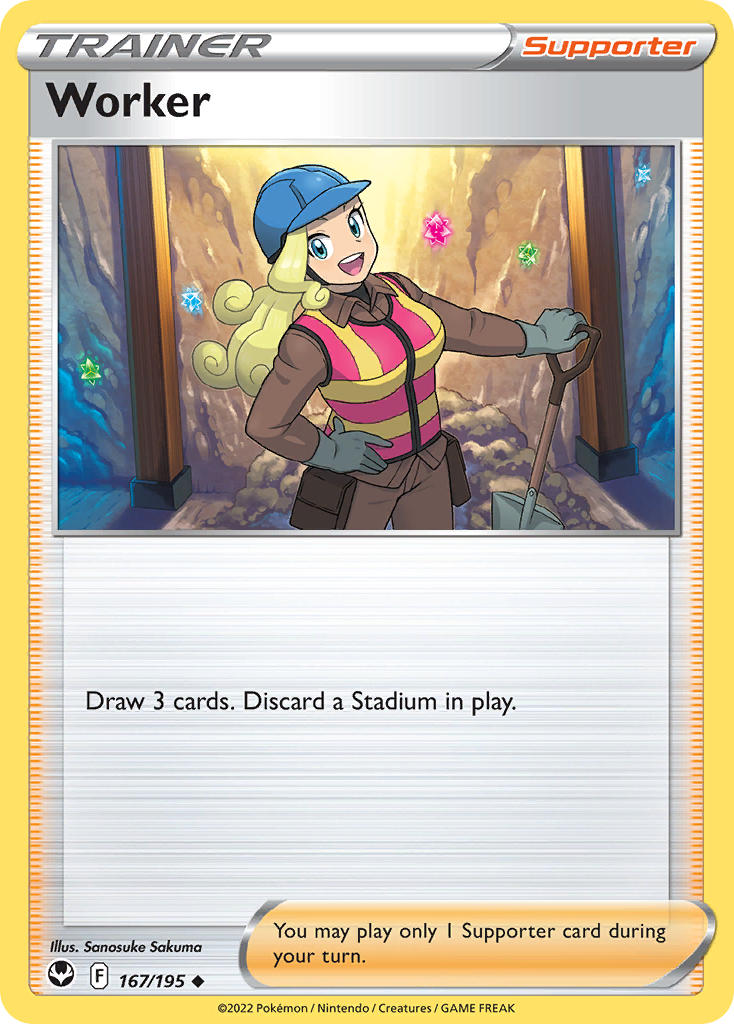 TRAINER Supporter
Worker
Draw 3 cards. Discard a Stadium in play.
Illus. Sanosuke Sakuma
You may play only 1 Supporter card during
your turn.
F 167/195 ◆
©2022 Pokémon / Nintendo / Creatures / GAME FREAK